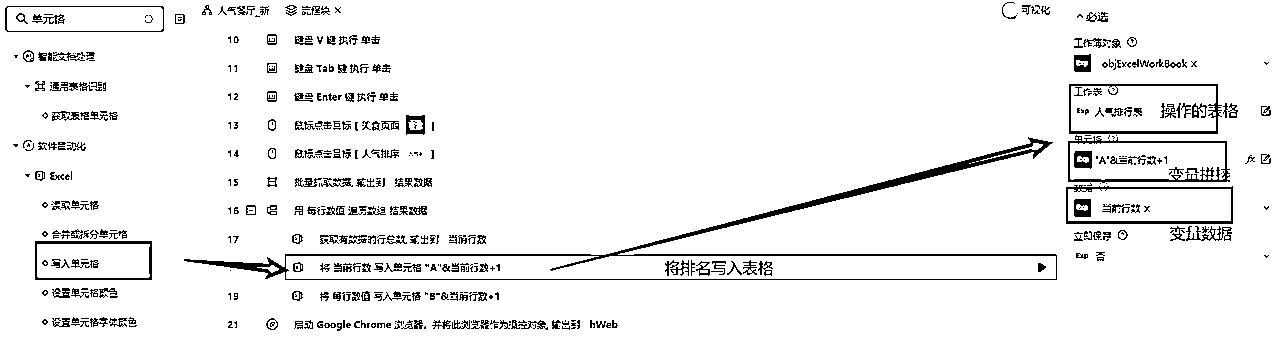 单元格
智能文档处理
通用表格识别
获取表格单元格
软件自动化
Excel
读取单元格
合并或拆分单元格
写入单元格
设置单元格颜色
设置单元格字体颜色
人气餐厅_新 流程块 ×
可视化
10 键盘 V 键 执行 单击
11 键盘 Tab 键 执行 单击
12 键盘 Enter 键 执行 单击
13 鼠标点击目标 [ 美食页面 ]
14 鼠标点击目标 [ 人气排序 ]
15 批量抓取数据, 输出到 结果数据
16 用 每行数值 遍历数组 结果数据
17 获取有数据的行总数, 输出到 当前行数
将 当前行数 写入单元格 "A"&当前行数+1
将排名写入表格
19 将 每行数值 写入单元格 "B"&当前行数+1
21 启动 Google Chrome 浏览器，并将此浏览器作为操控对象, 输出到 hWeb
必选
工作簿对象
Exp objExcelWorkBook ×
工作表
Exp 人气排行表
操作的表格
单元格
Exp "A"&当前行数+1
fx
变量拼接
数据
Exp 当前行数 ×
变量数据
立即保存
Exp 否